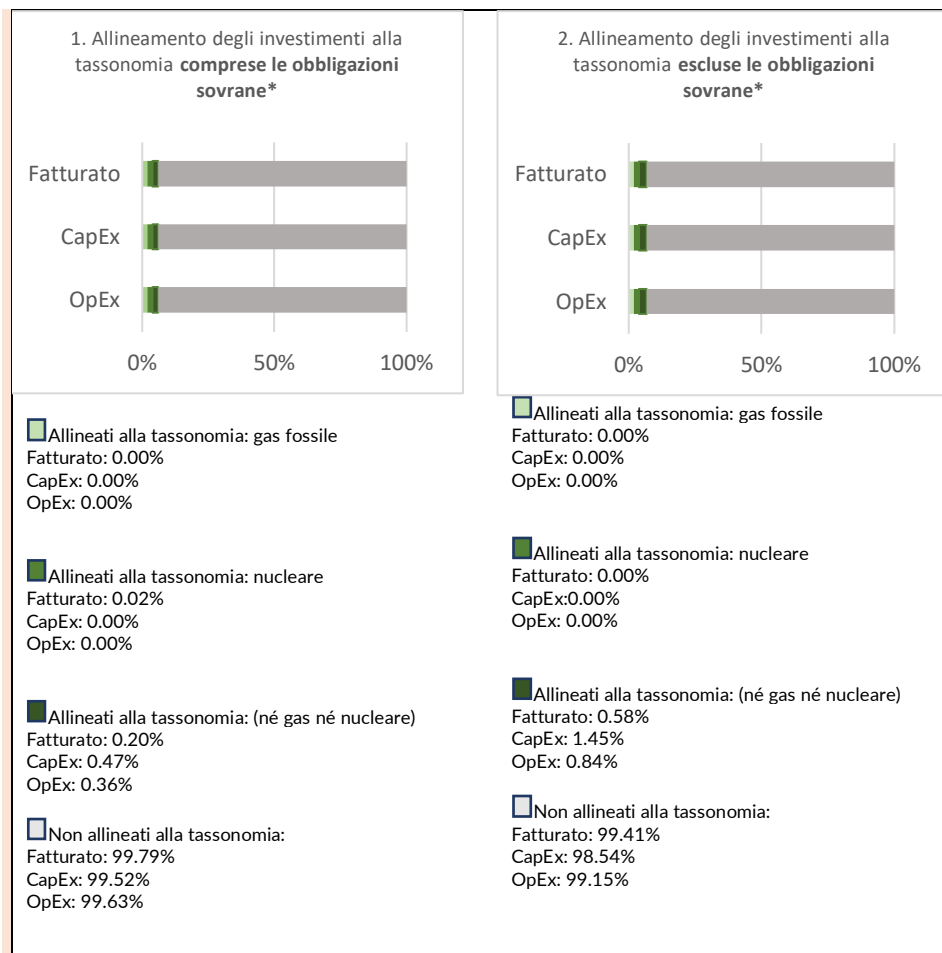 1. Allineamento degli investimenti alla
tassonomia comprese le obbligazioni
sovrane*
Fatturato
CapEx
OpEx
0%
50%
100%
Allineati alla tassonomia: gas fossile
Fatturato: 0.00%
CapEx: 0.00%
OpEx: 0.00%
Allineati alla tassonomia: nucleare
Fatturato: 0.02%
CapEx: 0.00%
OpEx: 0.00%
Allineati alla tassonomia: (né gas né nucleare)
Fatturato: 0.20%
CapEx: 0.47%
OpEx: 0.36%
Non allineati alla tassonomia:
Fatturato: 99.79%
CapEx: 99.52%
OpEx: 99.63%
2. Allineamento degli investimenti alla
tassonomia escluse le obbligazioni
sovrane*
Fatturato
CapEx
OpEx
0%
50%
100%
Allineati alla tassonomia: gas fossile
Fatturato: 0.00%
CapEx: 0.00%
OpEx: 0.00%
Allineati alla tassonomia: nucleare
Fatturato: 0.00%
CapEx:0.00%
OpEx: 0.00%
Allineati alla tassonomia: (né gas né nucleare)
Fatturato: 0.58%
CapEx: 1.45%
OpEx: 0.84%
Non allineati alla tassonomia:
Fatturato: 99.41%
CapEx: 98.54%
OpEx: 99.15%